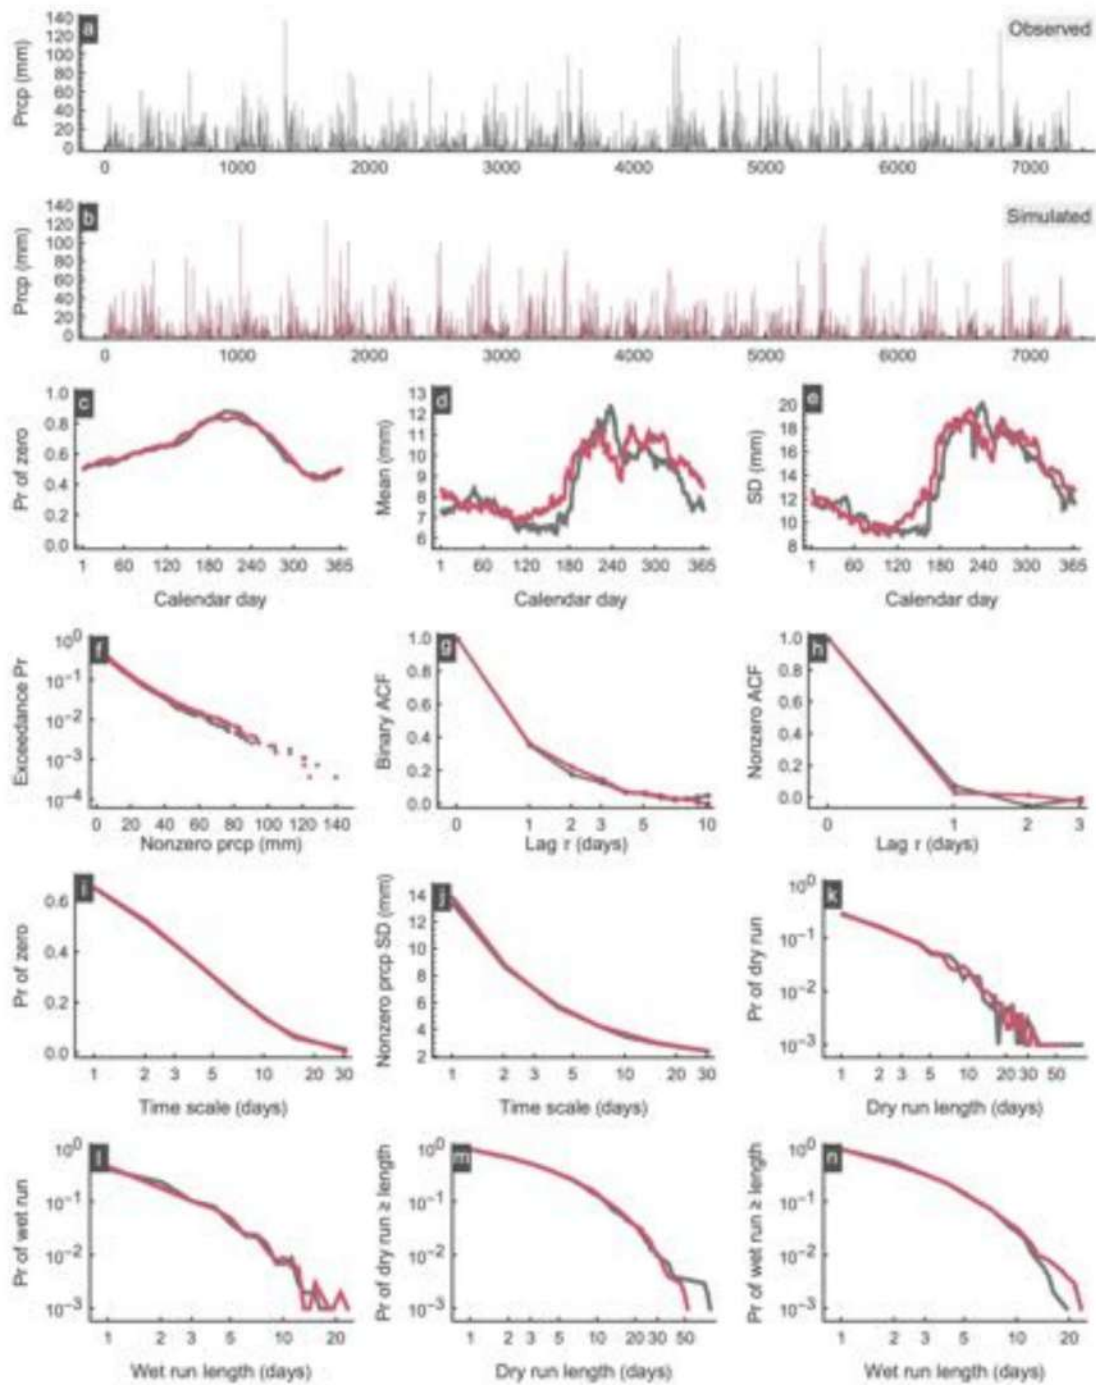 a
Observed
Prcp (mm)
140
120
100
80
60
40
20
0
0 1000 2000 3000 4000 5000 6000 7000
b
Simulated
Prcp (mm)
140
120
100
80
60
40
20
0
0 1000 2000 3000 4000 5000 6000 7000
c
Pr of zero
1.0
0.8
0.6
0.4
0.2
0.0
1 60 120 180 240 300 365
Calendar day
d
Mean (mm)
13
12
11
10
9
8
7
6
1 60 120 180 240 300 365
Calendar day
e
SD (mm)
20
18
16
14
12
10
8
1 60 120 180 240 300 365
Calendar day
f
Exceedance Pr
10^0
10^-1
10^-2
10^-3
10^-4
0 20 40 60 80 100 120 140
Nonzero prcp (mm)
g
Binary ACF
1.0
0.8
0.6
0.4
0.2
0.0
0 1 2 3 10
Lag τ (days)
h
Nonzero ACF
1.0
0.8
0.6
0.4
0.2
0.0
0 1 2 3
Lag τ (days)
i
Pr of zero
0.6
0.4
0.2
0.0
1 2 3 5 10 20 30
Time scale (days)
j
Nonzero prcp SD (mm)
14
12
10
8
6
4
2
1 2 3 5 10 20 30
Time scale (days)
k
Pr of dry run
10^0
10^-1
10^-2
10^-3
1 2 3 5 10 20 30 50
Dry run length (days)
l
Pr of wet run
10^0
10^-1
10^-2
10^-3
1 2 3 5 10 20
Wet run length (days)
m
Pr of dry run ≥ length
10^0
10^-1
10^-2
10^-3
1 2 3 5 10 20 30 50
Dry run length (days)
n
Pr of wet run ≥ length
10^0
10^-1
10^-2
10^-3
1 2 3 5 10 20
Wet run length (days)